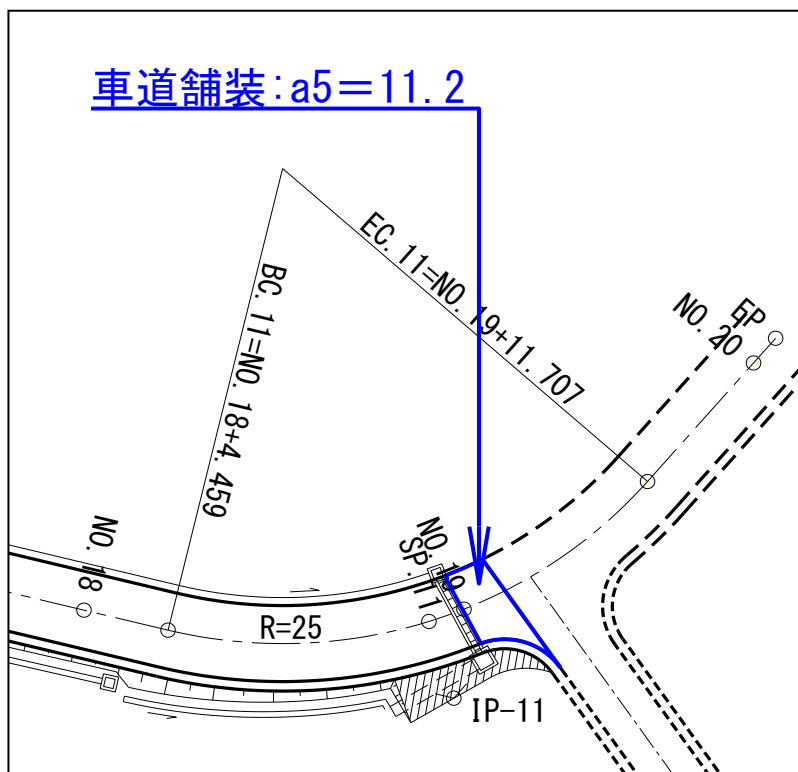 車道舗装:a5＝11.2
EC. 11=NO. 19+11. 707
BC. 11=NO. 18+4. 459
NO. 20
EP
NO. 18
NO. 19
SP. 11
R=25
IP-11